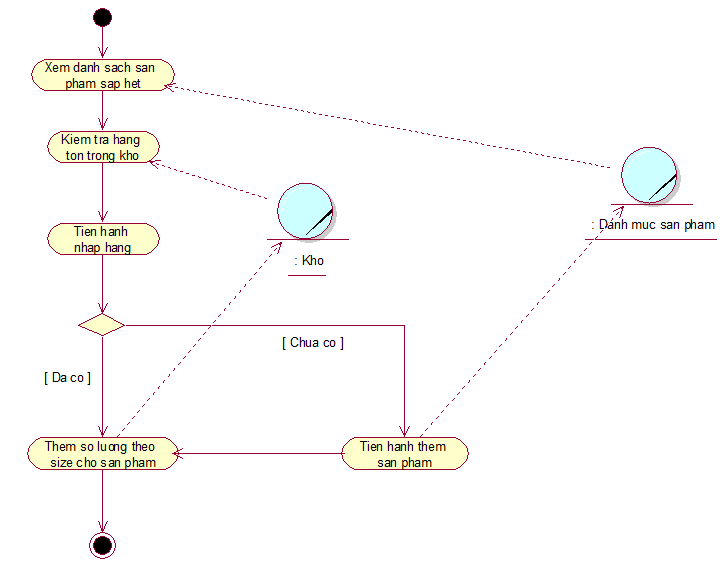 Xem danh sach san
pham sap het
Kiem tra hang
ton trong kho
: Danh muc san pham
Tien hanh
nhap hang
: Kho
[ Chua co ]
[ Da co ]
Them so luong theo
size cho san pham
Tien hanh them
san pham